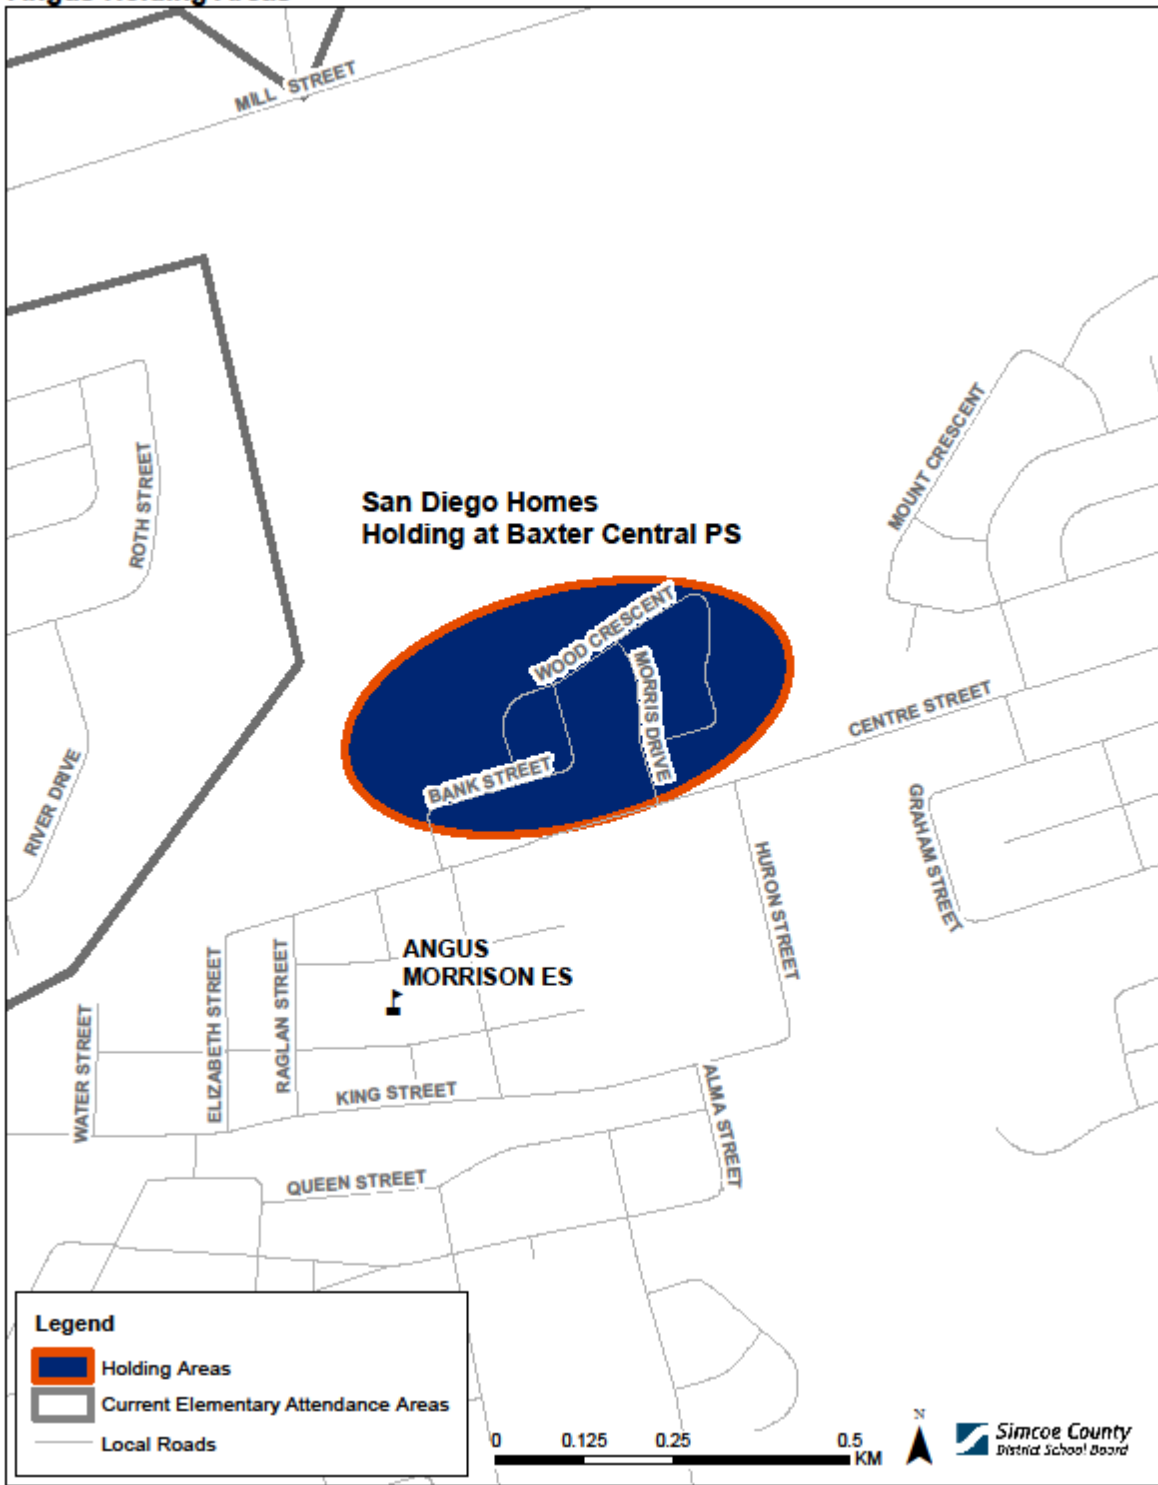 MILL STREET
MOUNT CRESCENT
ROTH STREET
San Diego Homes
Holding at Baxter Central PS
WOOD CRESCENT
MORRIS DRIVE
CENTRE STREET
BANK STREET
RIVER DRIVE
GRAHAM STREET
HURON STREET
ANGUS
MORRISON ES
ELIZABETH STREET
RAGLAN STREET
WATER STREET
KING STREET
ALMA STREET
QUEEN STREET
Legend
Holding Areas
Current Elementary Attendance Areas
Local Roads
0 0.125 0.25 0.5
KM
N
Simcoe County
District School Board